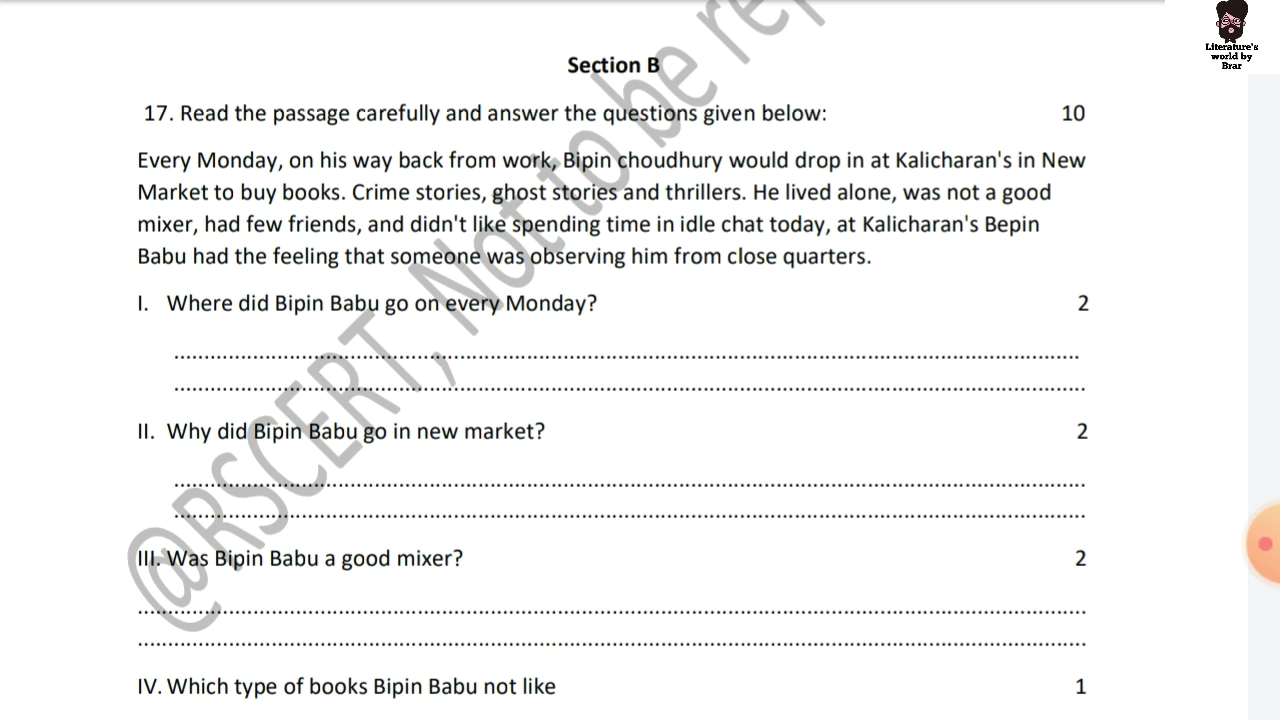 Literature's
world by
Brar
Section B
17. Read the passage carefully and answer the questions given below: 10
Every Monday, on his way back from work, Bipin choudhury would drop in at Kalicharan's in New
Market to buy books. Crime stories, ghost stories and thrillers. He lived alone, was not a good
mixer, had few friends, and didn't like spending time in idle chat today, at Kalicharan's Bepin
Babu had the feeling that someone was observing him from close quarters.
I. Where did Bipin Babu go on every Monday? 2
II. Why did Bipin Babu go in new market? 2
III. Was Bipin Babu a good mixer? 2
IV. Which type of books Bipin Babu not like 1
@RSCERT, Not to be